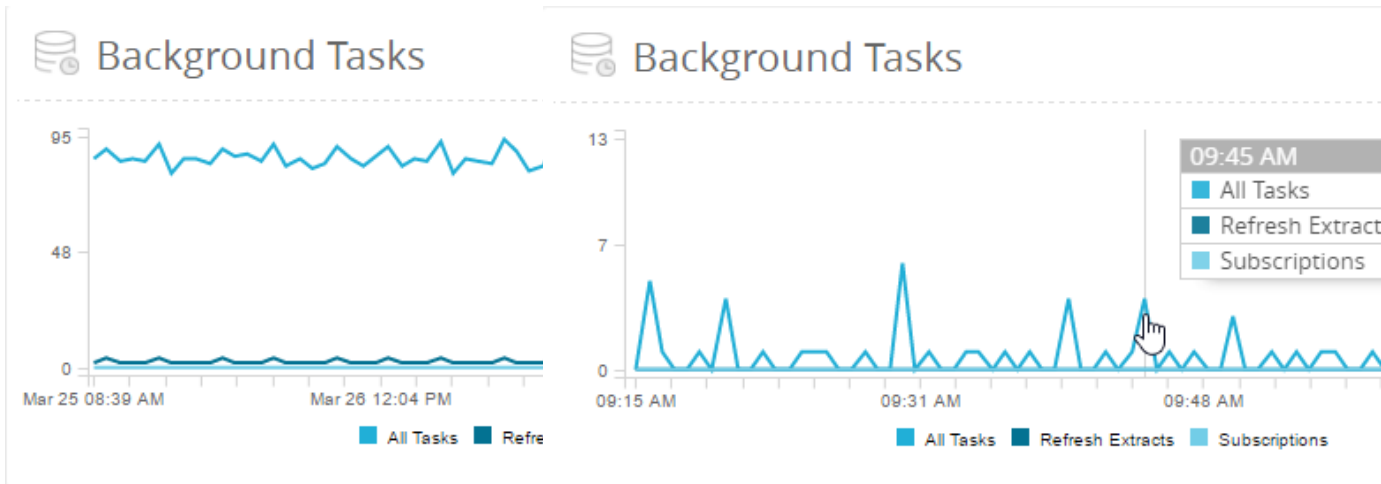 Background Tasks
95
48
0
Mar 25 08:39 AM Mar 26 12:04 PM
All Tasks Refre
Background Tasks
13
7
0
09:45 AM
All Tasks
Refresh Extract
Subscriptions
09:15 AM 09:31 AM 09:48 AM
All Tasks Refresh Extracts Subscriptions